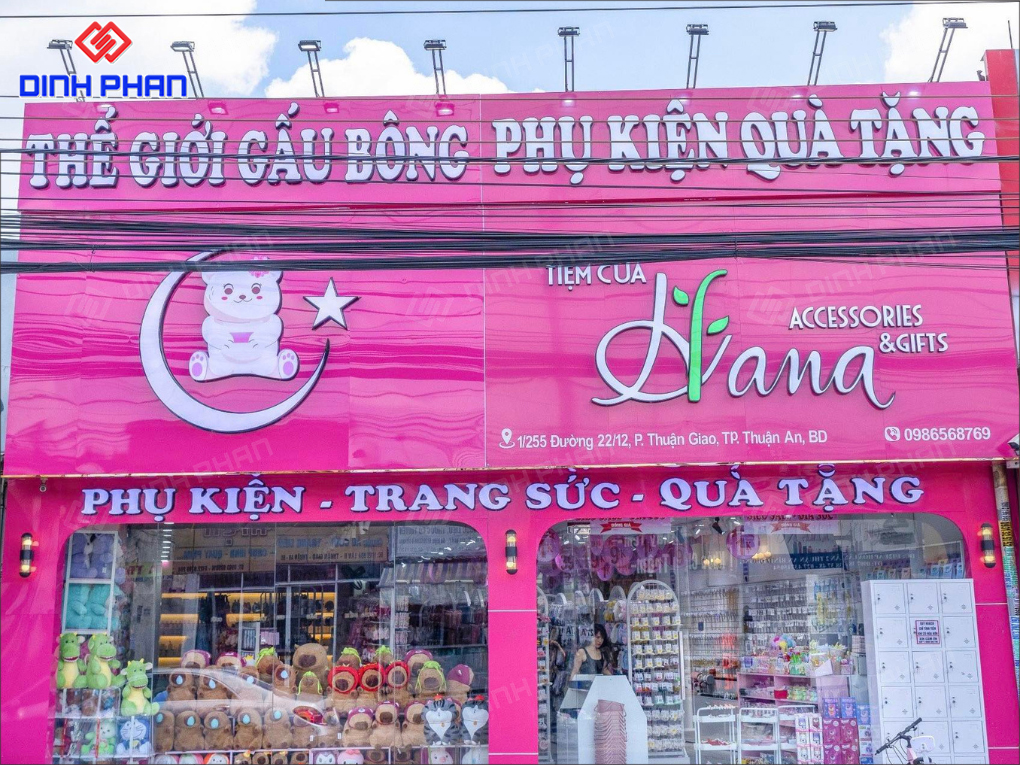 DINH PHAN
THẾ GIỚI GẤU BÔNG
PHỤ KIỆN QUÀ TẶNG
TIỆM CỦA
Hana
ACCESSORIES
&GIFTS
1/255 Đường 22/12, P. Thuận Giao, TP. Thuận An, BD
0986568769
PHỤ KIỆN - TRANG SỨC - QUÀ TẶNG